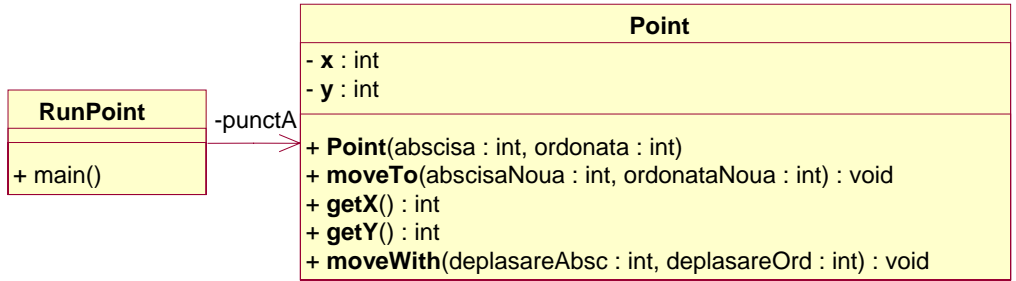 RunPoint
+ main()
-punctA
Point
- x : int
- y : int
+ Point(abscisa : int, ordonata : int)
+ moveTo(abscisaNoua : int, ordonataNoua : int) : void
+ getX() : int
+ getY() : int
+ moveWith(deplasareAbsc : int, deplasareOrd : int) : void